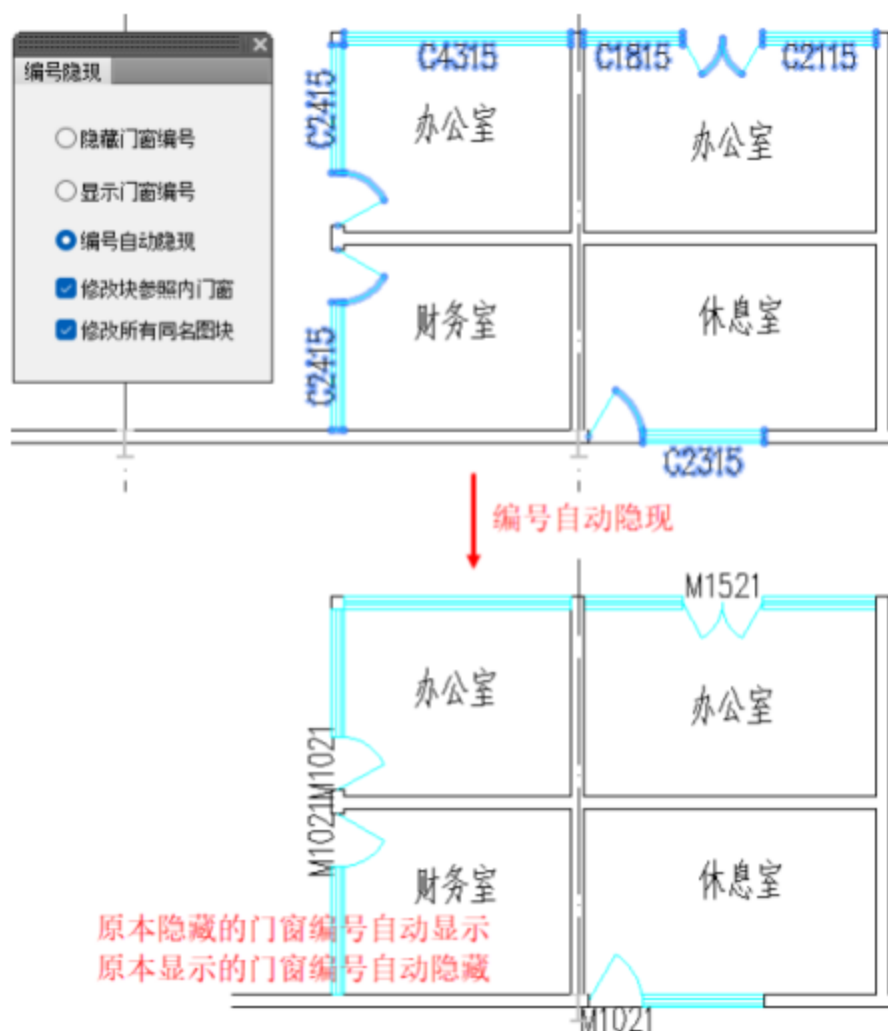 编号隐现
隐藏门窗编号
显示门窗编号
编号自动隐现
修改块参照内门窗
修改所有同名图块
C4315
C1815
C2115
C2415
办公室
办公室
C2415
财务室
休息室
C2315
编号自动隐现
M1521
办公室
办公室
M1021
M1021
财务室
休息室
原本隐藏的门窗编号自动显示
原本显示的门窗编号自动隐藏
M1021